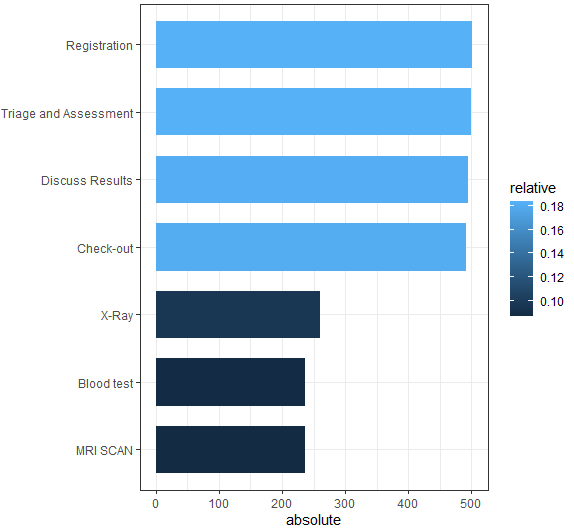 Registration
Triage and Assessment
Discuss Results
Check-out
X-Ray
Blood test
MRI SCAN
0
100
200
300
400
500
absolute
relative
0.18
0.16
0.14
0.12
0.10